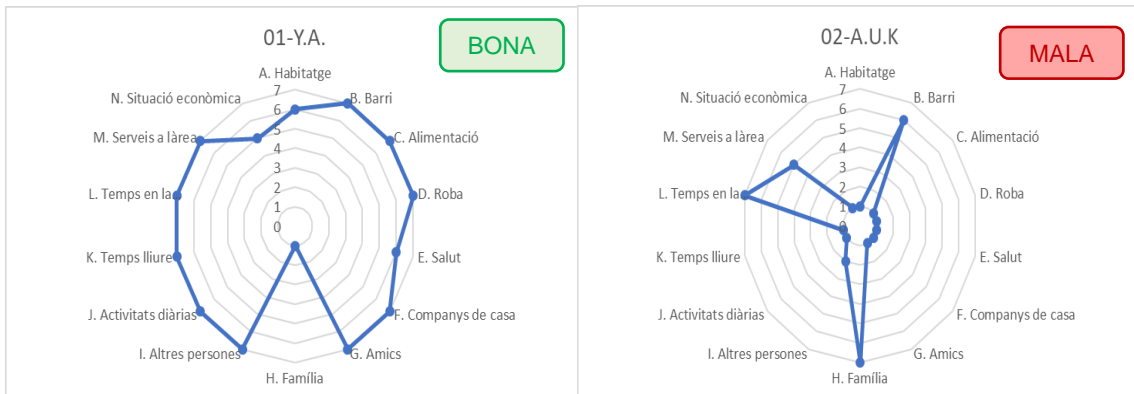 01-Y.A.
BONA
A. Habitatge
B. Barri
C. Alimentació
D. Roba
E. Salut
F. Companys de casa
G. Amics
H. Família
I. Altres persones
J. Activitats diàrias
K. Temps lliure
L. Temps en la
M. Serveis a làrea
N. Situació econòmica
7
6
5
4
3
2
1
0
02-A.U.K
MALA
A. Habitatge
B. Barri
C. Alimentació
D. Roba
E. Salut
F. Companys de casa
G. Amics
H. Família
I. Altres persones
J. Activitats diàrias
K. Temps lliure
L. Temps en la
M. Serveis a làrea
N. Situació econòmica
7
6
5
4
3
2
1
0